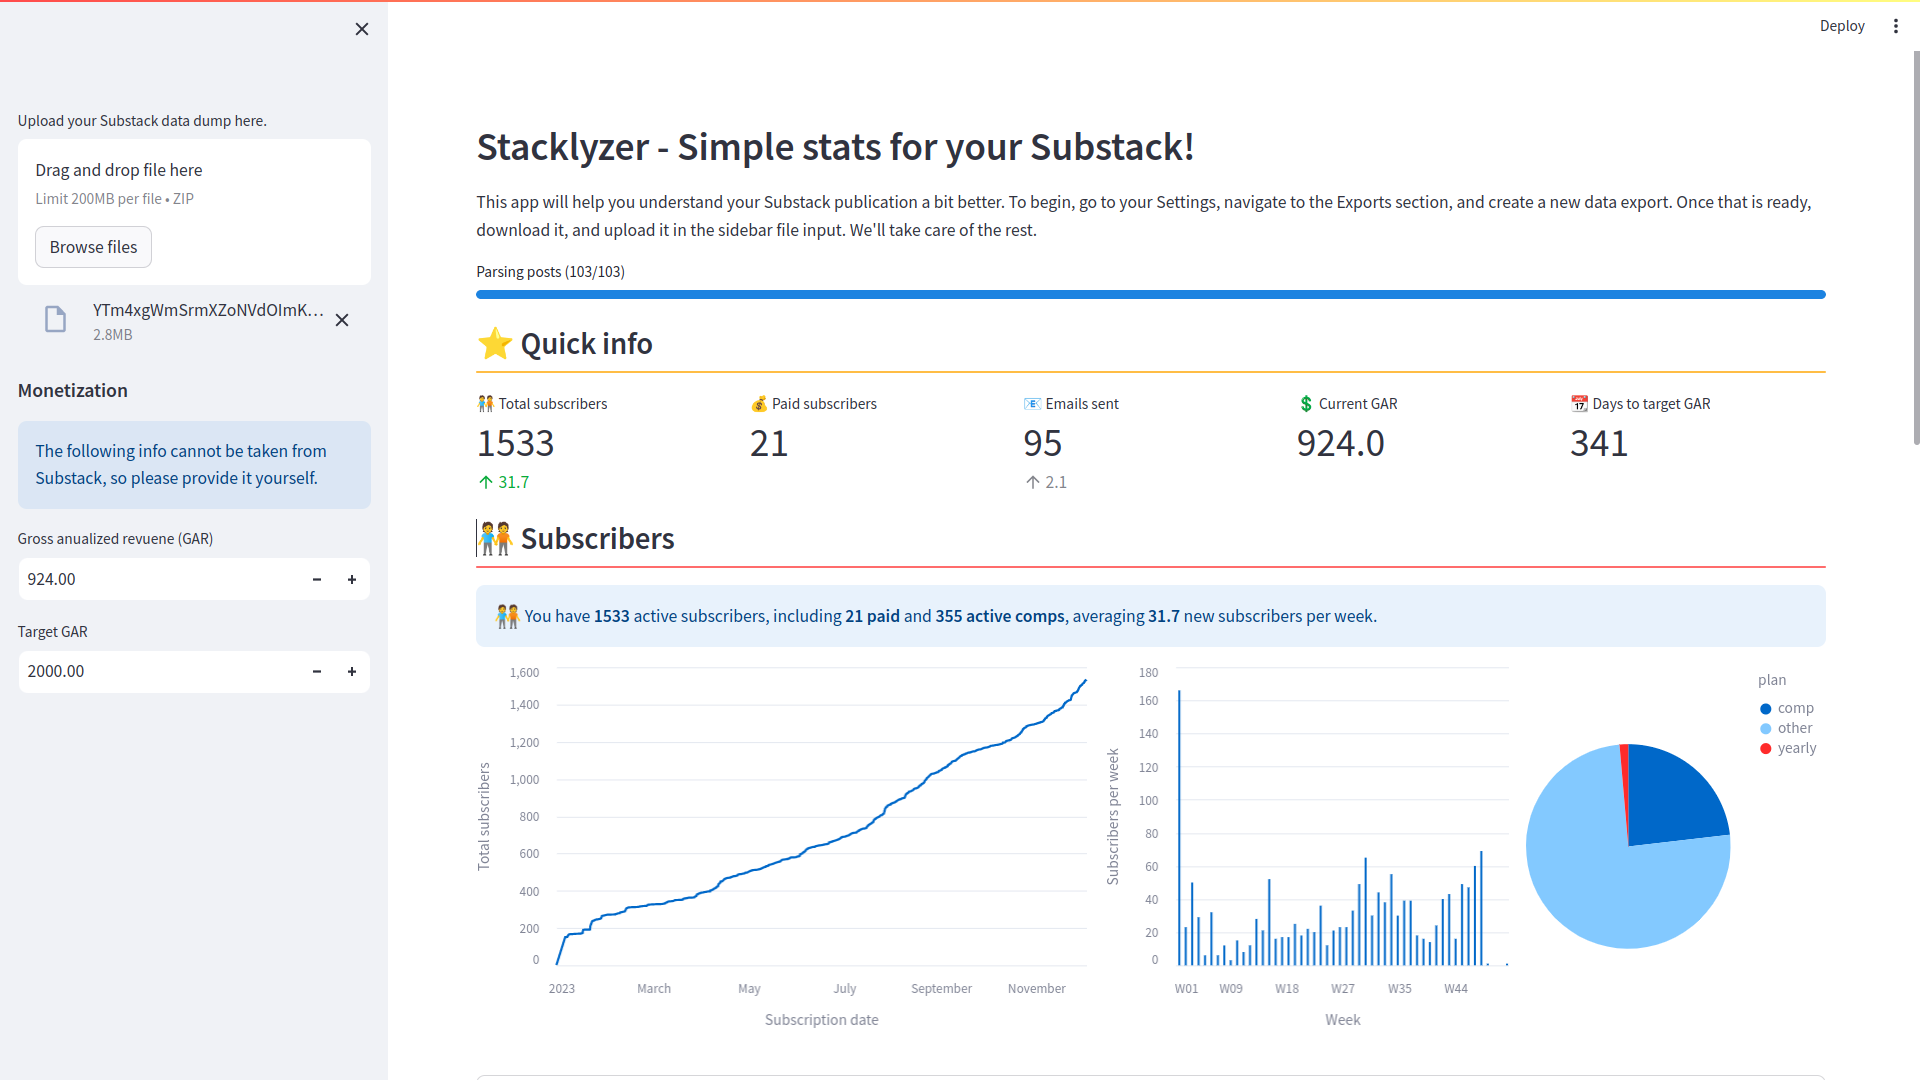 Deploy
Upload your Substack data dump here.
Drag and drop file here
Limit 200MB per file • ZIP
Browse files
YTm4xgWmSrmXZoNVdOImK...
2.8MB
Monetization
The following info cannot be taken from
Substack, so please provide it yourself.
Gross anualized revuene (GAR)
924.00
Target GAR
2000.00
Stacklyzer - Simple stats for your Substack!
This app will help you understand your Substack publication a bit better. To begin, go to your Settings, navigate to the Exports section, and create a new data export. Once that is ready,
download it, and upload it in the sidebar file input. We'll take care of the rest.
Parsing posts (103/103)
⭐ Quick info
🧑‍🤝‍🧑 Total subscribers
1533
↑ 31.7
💰 Paid subscribers
21
📧 Emails sent
95
↑ 2.1
💲 Current GAR
924.0
📆 Days to target GAR
341
🧑‍🤝‍🧑 Subscribers
🧑‍🤝‍🧑 You have 1533 active subscribers, including 21 paid and 355 active comps, averaging 31.7 new subscribers per week.
Total subscribers
1,600
1,400
1,200
1,000
800
600
400
200
0
2023 March May July September November
Subscription date
Subscribers per week
180
160
140
120
100
80
60
40
20
0
W01 W09 W18 W27 W35 W44
Week
plan
comp
other
yearly